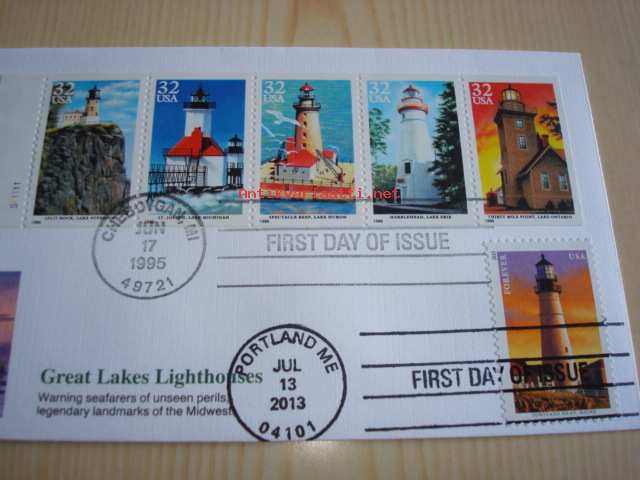 32 USA
32 USA
32 USA
32 USA
32 USA
SPLIT ROCK, LAKE SUPERIOR
ST. JOSEPH, LAKE MICHIGAN
SPECTACLE REEF, LAKE HURON
MARBLEHEAD, LAKE ERIE
THIRTY MILE POINT, LAKE ONTARIO
CHEBOYGAN MI
JUN
17
1995
49721
FIRST DAY OF ISSUE
FOREVER
USA
PORTLAND HEAD, MAINE
PORTLAND ME
JUL
13
2013
04101
FIRST DAY OF ISSUE
Great Lakes Lighthouses
Warning seafarers of unseen perils,
legendary landmarks of the Midwest.